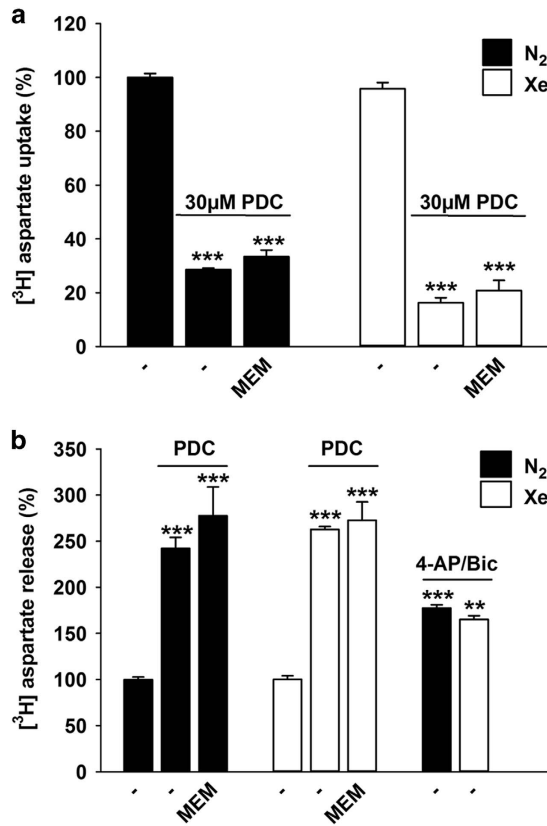 a
[³H] aspartate uptake (%)
120
100
80
60
40
20
0
N₂
Xe
30μM PDC
30μM PDC
***
***
***
***
-
-
MEM
-
-
MEM
b
[³H] aspartate release (%)
350
300
250
200
150
100
50
0
N₂
Xe
PDC
PDC
4-AP/Bic
***
***
***
***
***
**
-
-
MEM
-
-
MEM
-
-